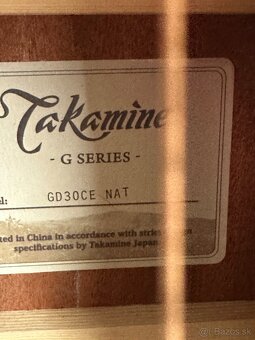 Takamine
- G SERIES -
GD30CE NAT
in China in accordance with
specifications by Takamine Japan
bazos.sk